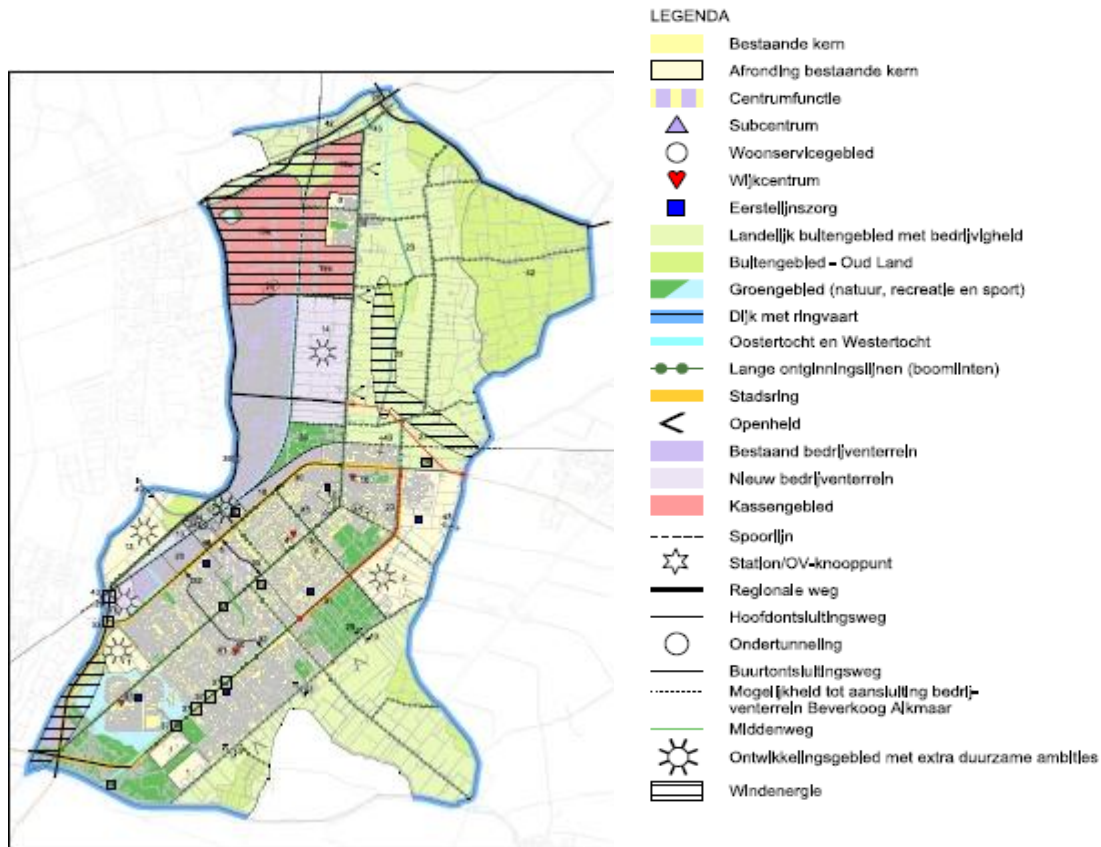 LEGENDA
Bestaande kern
Afronding bestaande kern
Centrumfunctie
Subcentrum
Woonservicegebied
Wijkcentrum
Eerstelijnszorg
Landelijk buitengebied met bedrijvigheid
Buitengebied - Oud Land
Groengebied (natuur, recreatie en sport)
Dijk met ringvaart
Oostertocht en Westertocht
Lange ontginningslijnen (boomlinten)
Stadsring
Openheid
Bestaand bedrijventerrein
Nieuw bedrijventerrein
Kassengebied
Spoorlijn
Station/OV-knooppunt
Regionale weg
Hoofdontsluitingsweg
Ondertunneling
Buurtontsluitingsweg
Mogelijkheid tot aansluiting bedrij-
venterrein Beverkoog Alkmaar
Middenweg
Ontwikkelingsgebied met extra duurzame ambities
Windenergie